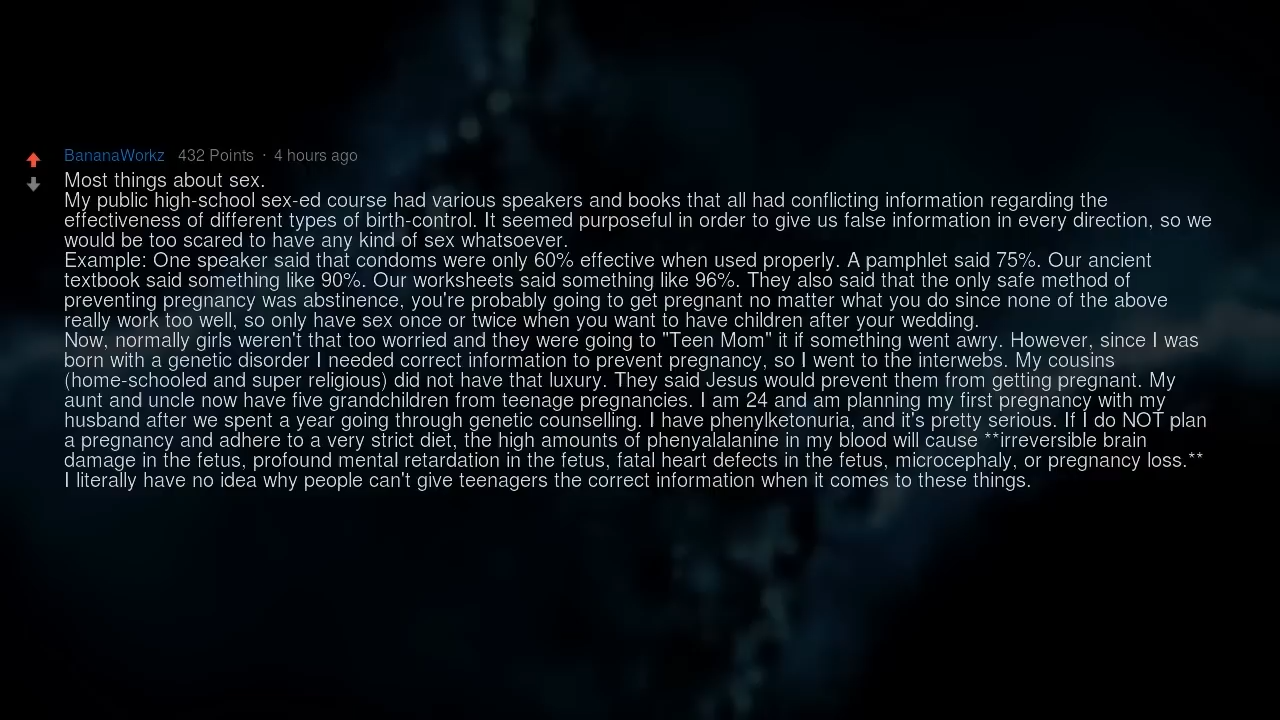 BananaWorkz 432 Points · 4 hours ago
Most things about sex.
My public high-school sex-ed course had various speakers and books that all had conflicting information regarding the
effectiveness of different types of birth-control. It seemed purposeful in order to give us false information in every direction, so we
would be too scared to have any kind of sex whatsoever.
Example: One speaker said that condoms were only 60% effective when used properly. A pamphlet said 75%. Our ancient
textbook said something like 90%. Our worksheets said something like 96%. They also said that the only safe method of
preventing pregnancy was abstinence, you're probably going to get pregnant no matter what you do since none of the above
really work too well, so only have sex once or twice when you want to have children after your wedding.
Now, normally girls weren't that too worried and they were going to "Teen Mom" it if something went awry. However, since I was
born with a genetic disorder I needed correct information to prevent pregnancy, so I went to the interwebs. My cousins
(home-schooled and super religious) did not have that luxury. They said Jesus would prevent them from getting pregnant. My
aunt and uncle now have five grandchildren from teenage pregnancies. I am 24 and am planning my first pregnancy with my
husband after we spent a year going through genetic counselling. I have phenylketonuria, and it's pretty serious. If I do NOT plan
a pregnancy and adhere to a very strict diet, the high amounts of phenyalalanine in my blood will cause **irreversible brain
damage in the fetus, profound mental retardation in the fetus, fatal heart defects in the fetus, microcephaly, or pregnancy loss.**
I literally have no idea why people can't give teenagers the correct information when it comes to these things.